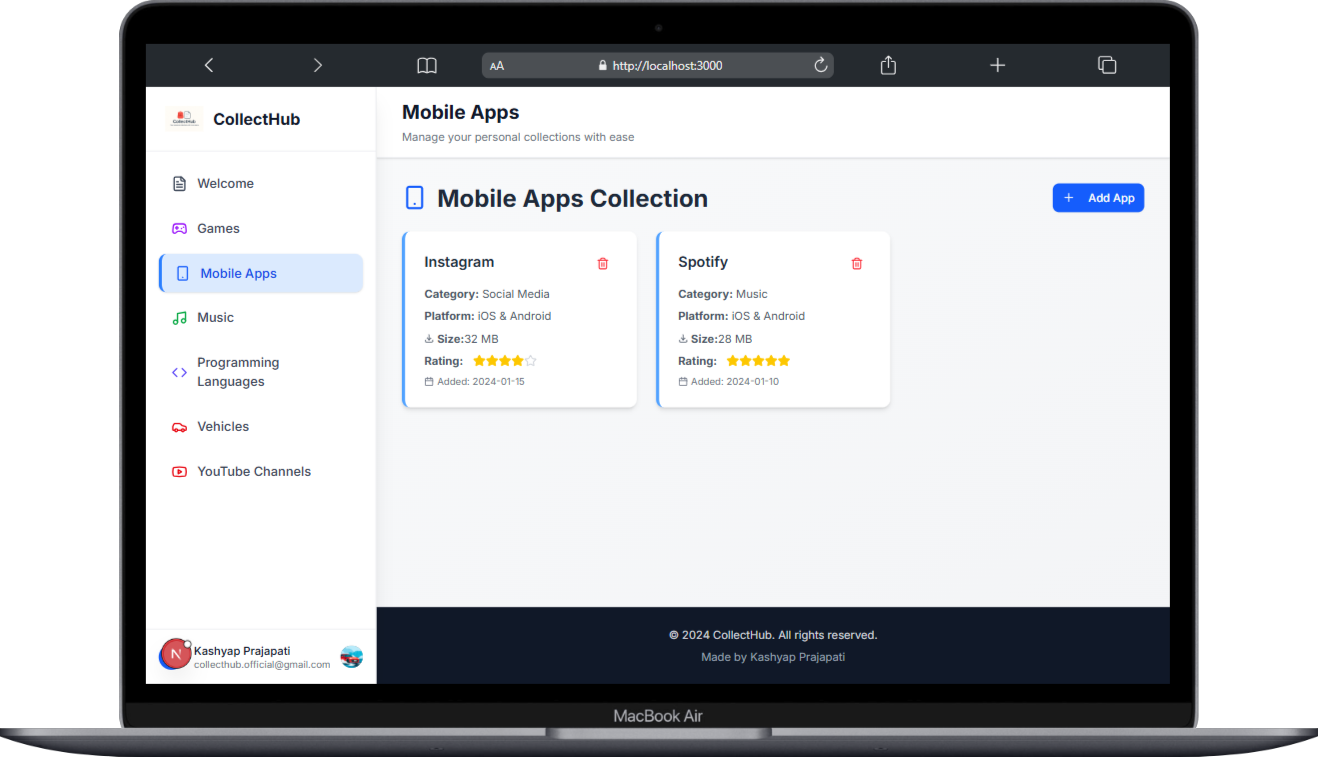 AA
http://localhost:3000
CollectHub
CollectHub
Mobile Apps
Manage your personal collections with ease
Welcome
Games
Mobile Apps
Music
Programming
Languages
Vehicles
YouTube Channels
Mobile Apps Collection
+ Add App
Instagram
Category: Social Media
Platform: iOS & Android
Size:32 MB
Rating:
Added: 2024-01-15
Spotify
Category: Music
Platform: iOS & Android
Size:28 MB
Rating:
Added: 2024-01-10
N
Kashyap Prajapati
collecthub.official@gmail.com
© 2024 CollectHub. All rights reserved.
Made by Kashyap Prajapati
MacBook Air